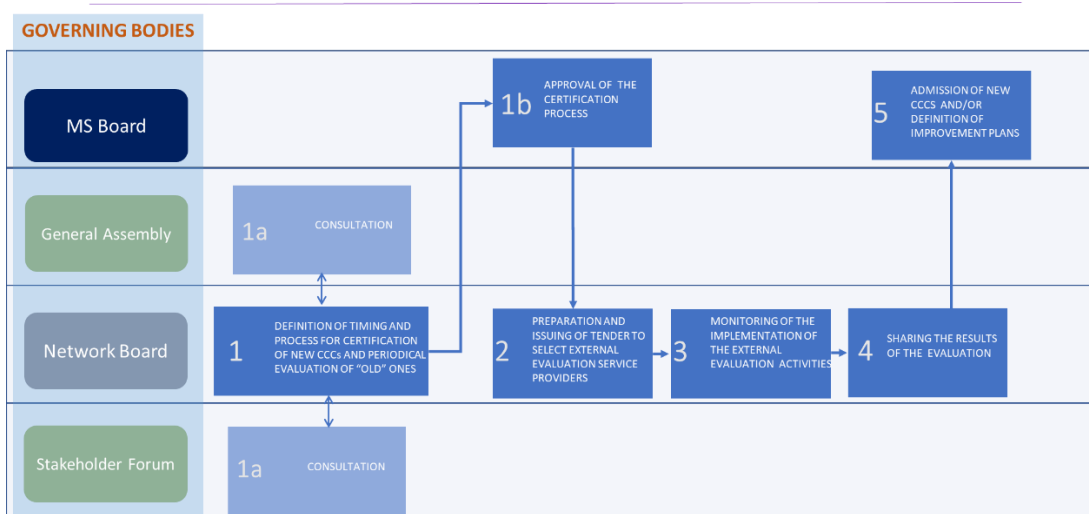 GOVERNING BODIES
MS Board
1b
APPROVAL OF THE
CERTIFICATION
PROCESS
5
ADMISSION OF NEW
CCCS AND/OR
DEFINITION OF
IMPROVEMENT PLANS
General Assembly
1a
CONSULTATION
Network Board
1
DEFINITION OF TIMING AND
PROCESS FOR CERTIFICATION
OF NEW CCCs AND PERIODICAL
EVALUATION OF “OLD” ONES
2
PREPARATION AND
ISSUING OF TENDER TO
SELECT EXTERNAL
EVALUATION SERVICE
PROVIDERS
3
MONITORING OF THE
IMPLEMENTATION OF
THE EXTERNAL
EVALUATION ACTIVITIES
4
SHARING THE RESULTS
OF THE EVALUATION
Stakeholder Forum
1a
CONSULTATION